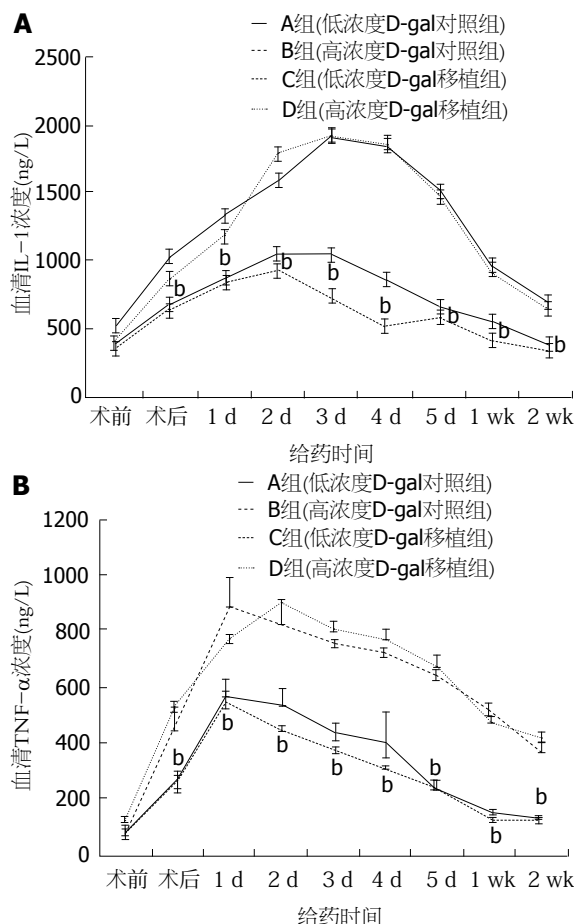 A
A组(低浓度D-gal对照组)
B组(高浓度D-gal对照组)
C组(低浓度D-gal移植组)
D组(高浓度D-gal移植组)
血清IL-1浓度(ng/L)
2500
2000
1500
1000
500
0
b b b b b b b b
术前 术后 1 d 2 d 3 d 4 d 5 d 1 wk 2 wk
给药时间
B
A组(低浓度D-gal对照组)
B组(高浓度D-gal对照组)
C组(低浓度D-gal移植组)
D组(高浓度D-gal移植组)
血清TNF-α浓度(ng/L)
1200
1000
800
600
400
200
0
b b b b b b b b
术前 术后 1 d 2 d 3 d 4 d 5 d 1 wk 2 wk
给药时间